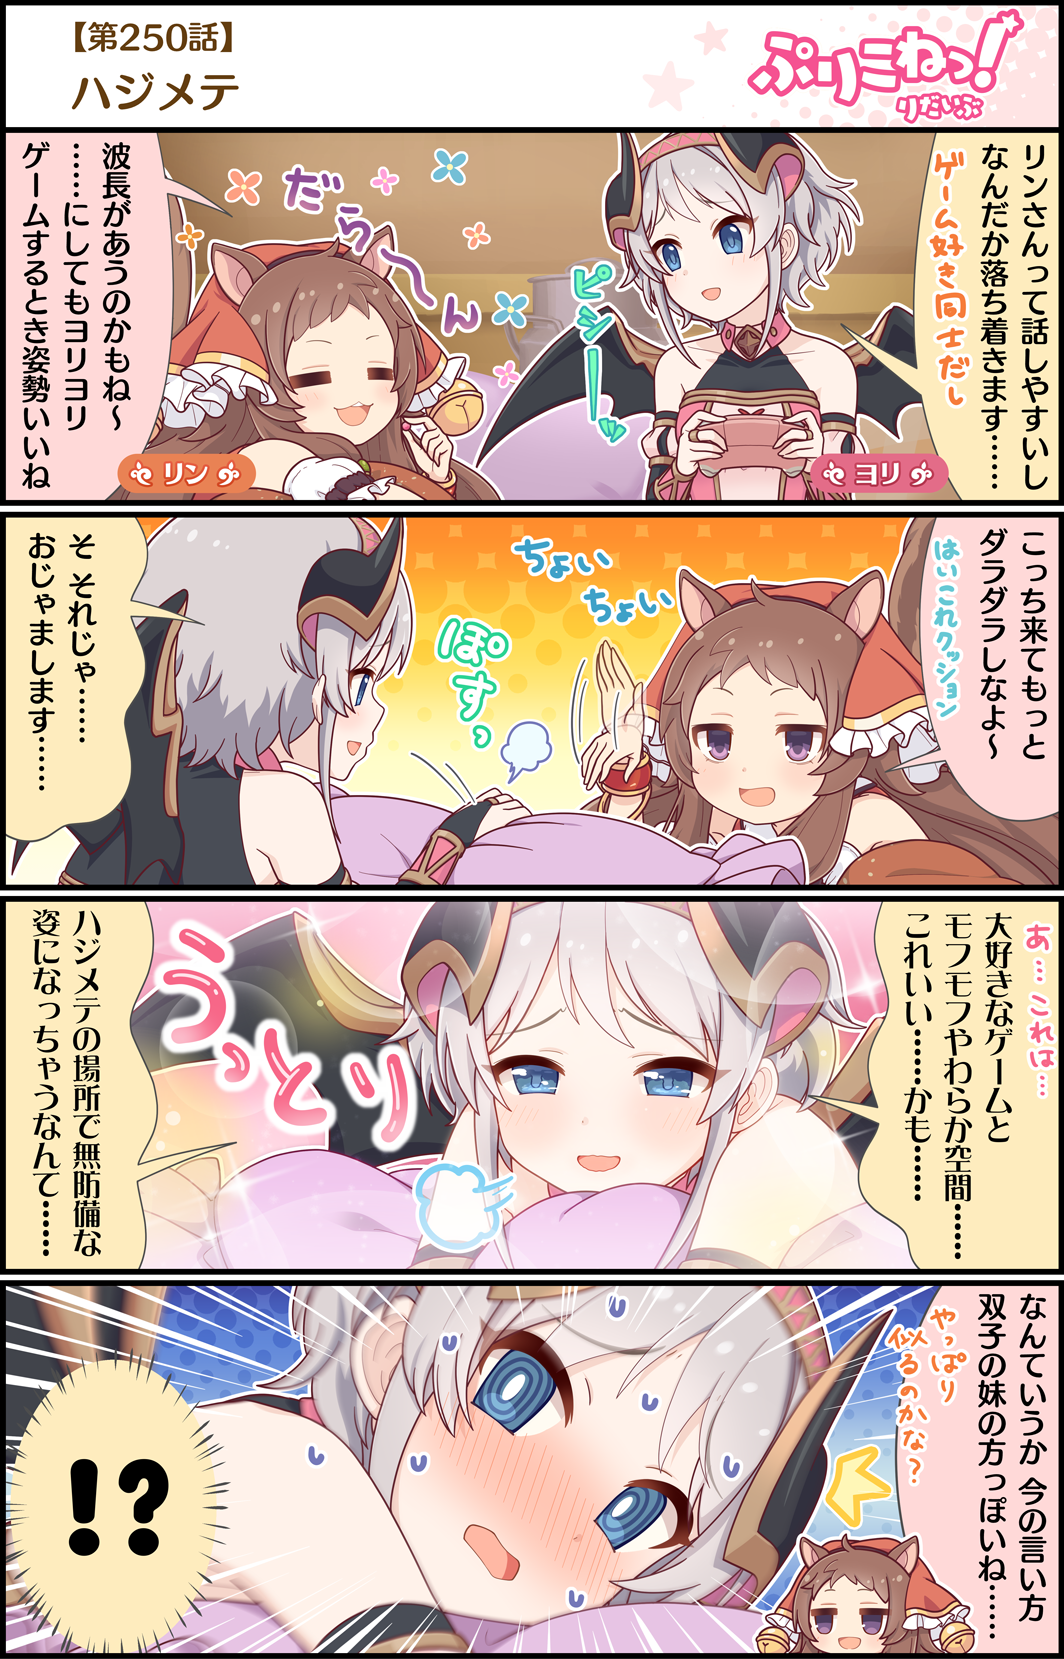 【第250話】
ハジメテ
ぷりこねっ！
りだいぶ
リンさんって話しやすいし
なんだか落ち着きます……
ゲーム好き同士だし
ピシーーッ
ヨリ
だら〜〜ん
波長があうのかもね〜
……にしてもヨリヨリ
ゲームするとき姿勢いいね
リン
こっち来てもっと
ダラダラしなよ〜
はいこれクッション
ちょい
ちょい
ぽすっ
そ それじゃ……
おじゃまします……
あ… これは…
大好きなゲームと
モフモフやわらか空間……
これいい……かも……
うっとり
ハジメテの場所で無防備な
姿になっちゃうなんて……
なんていうか 今の言い方
双子の妹の方っぽいね……
やっぱり
似るのかな？
!?